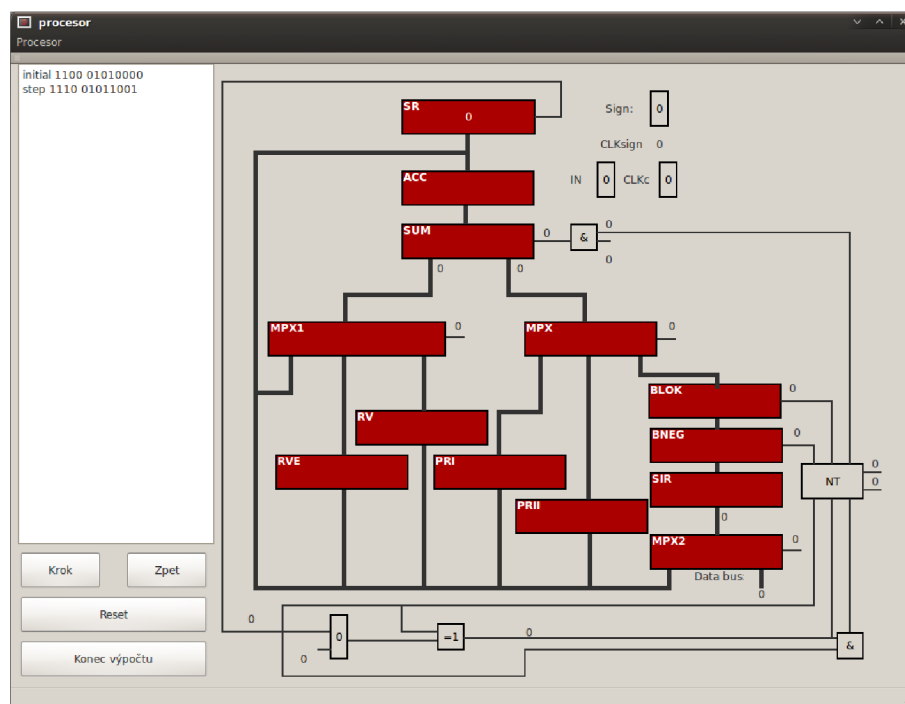 procesor
Procesor
initial 1100 01010000
step 1110 01011001
SR
0
Sign: 0
CLKsign 0
ACC
IN 0 CLKc 0
SUM
0
&
0
0
0
0
MPX1
0
MPX
0
BLOK
0
RV
BNEG
0
RVE
PRI
SIR
NT
0
0
PRII
0
MPX2
0
Data bus:
0
Krok
Zpet
Reset
Konec výpočtu
0
0
0
=1
0
&